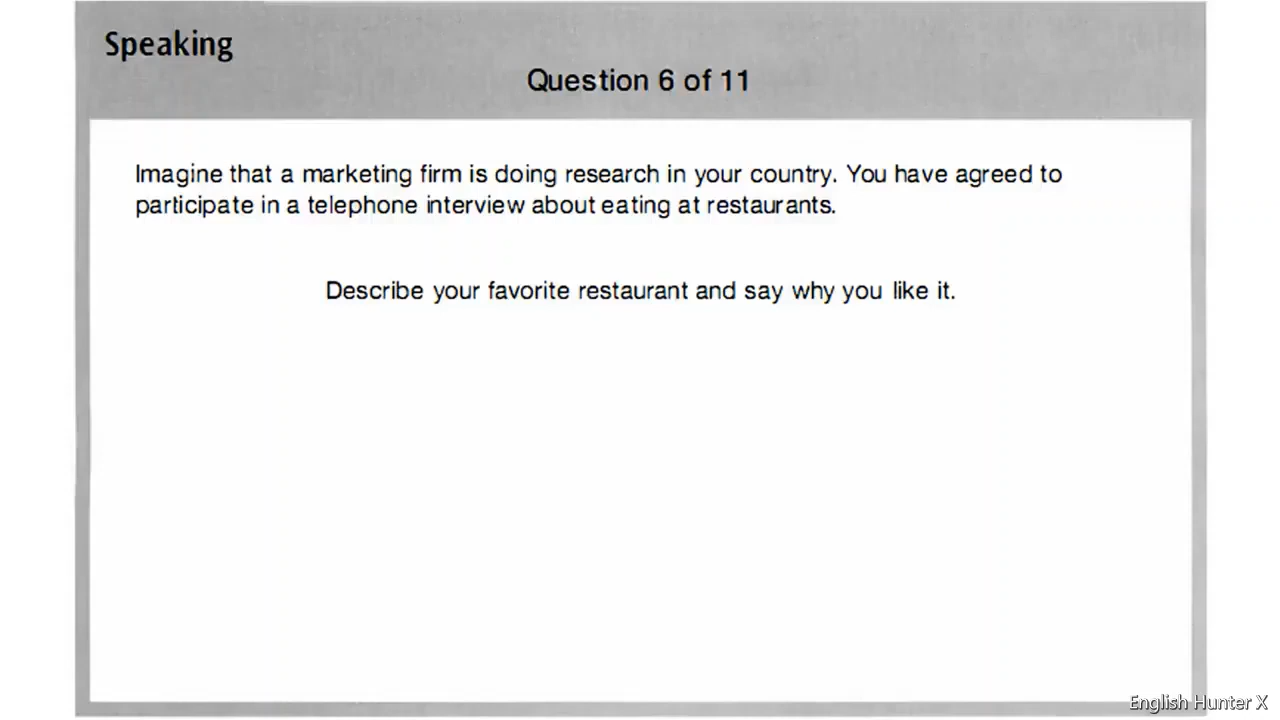 Speaking
Question 6 of 11
Imagine that a marketing firm is doing research in your country. You have agreed to
participate in a telephone interview about eating at restaurants.
Describe your favorite restaurant and say why you like it.
English Hunter X